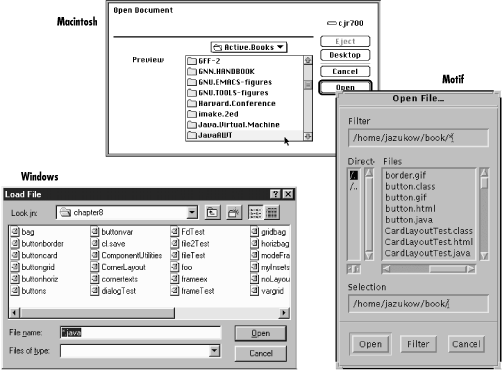 Macintosh
Open Document
cjr700
Active.Books
Eject
Desktop
Preview
GFF-2
GNN.HANDBOOK
GNU.EMACS-figures
GNU.TOOLS-figures
Harvard.Conference
imake.2ed
Java.Virtual.Machine
JavaAWT
Cancel
Open
Motif
Open File...
Filter
/home/jazukow/book/*
Direct- Files
/.
/..
border.gif
button.class
button.gif
button.html
button.java
CardLayoutTest.class
CardLayoutTest.html
CardLayoutTest.java
Selection
/home/jazukow/book/
Open Filter Cancel
Windows
Load File
Look in: chapter8
bag buttonvar FdTest gridbag
buttonborder cl.save file2Test horizbag
buttoncard ComponentUtilities fileTest modeFra
buttongrid CornerLayout foo myInsets
buttonhoriz cornertexts frameex noLayou
buttons dialogTest frameTest vargrid
File name: *java Open
Files of type: Cancel